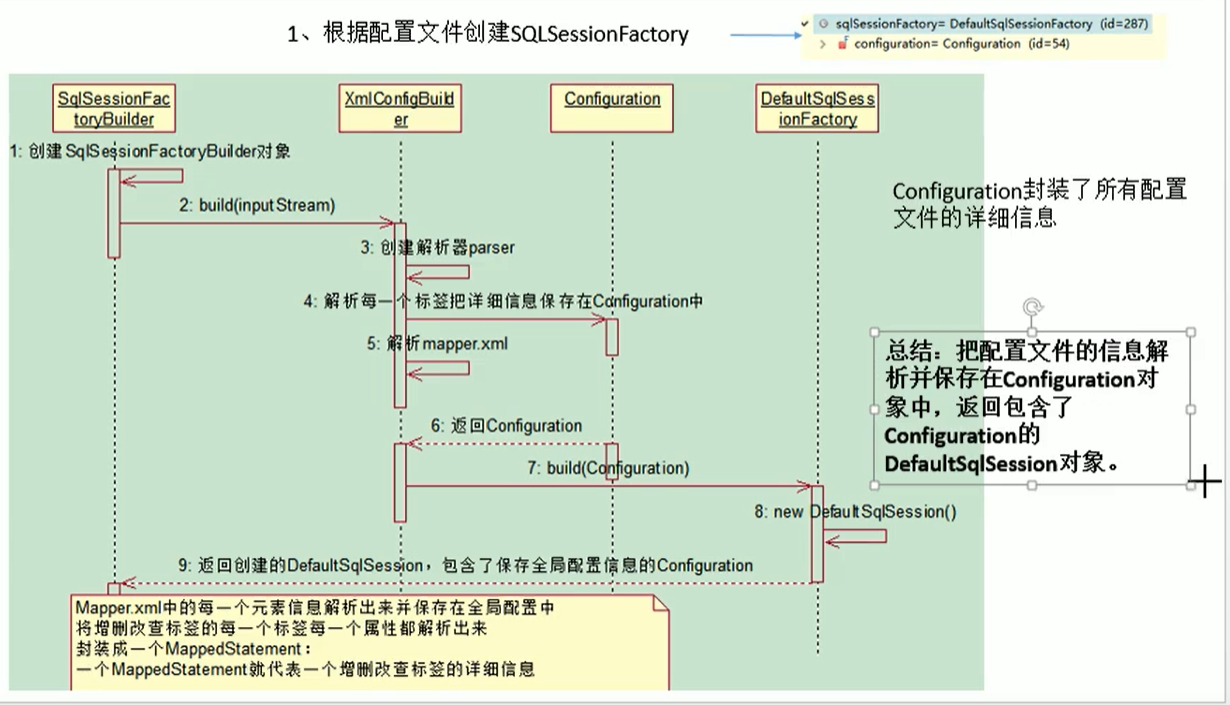 1、根据配置文件创建SQLSessionFactory
sqlSessionFactory= DefaultSqlSessionFactory (id=287)
configuration= Configuration (id=54)
SqlSessionFac
toryBuilder
XmlConfigBuild
er
Configuration
DefaultSqlSess
ionFactory
1: 创建SqlSessionFactoryBuilder对象
2: build(inputStream)
Configuration封装了所有配置
文件的详细信息
3: 创建解析器parser
4: 解析每一个标签把详细信息保存在Configuration中
5: 解析mapper.xml
总结：把配置文件的信息解
析并保存在Configuration对
象中，返回包含了
Configuration的
DefaultSqlSession对象。
6: 返回Configuration
7: build(Configuration)
8: new DefaultSqlSession()
9: 返回创建的DefaultSqlSession，包含了保存全局配置信息的Configuration
Mapper.xml中的每一个元素信息解析出来并保存在全局配置中
将增删改查标签的每一个标签每一个属性都解析出来
封装成一个MappedStatement：
一个MappedStatement就代表一个增删改查标签的详细信息